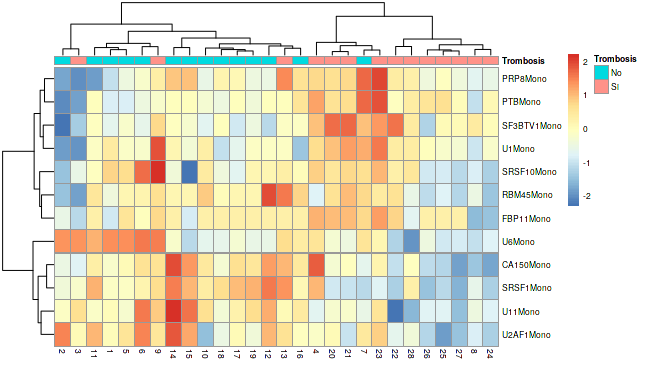 Trombosis
PRP8Mono
PTBMono
SF3BTV1Mono
U1Mono
SRSF10Mono
RBM45Mono
FBP11Mono
U6Mono
CA150Mono
SRSF1Mono
U11Mono
U2AF1Mono
2 3 11 1 5 6 9 14 15 10 18 17 19 12 13 16 4 20 21 7 23 22 28 26 25 27 8 24
2
1
0
-1
-2
Trombosis
No
SI